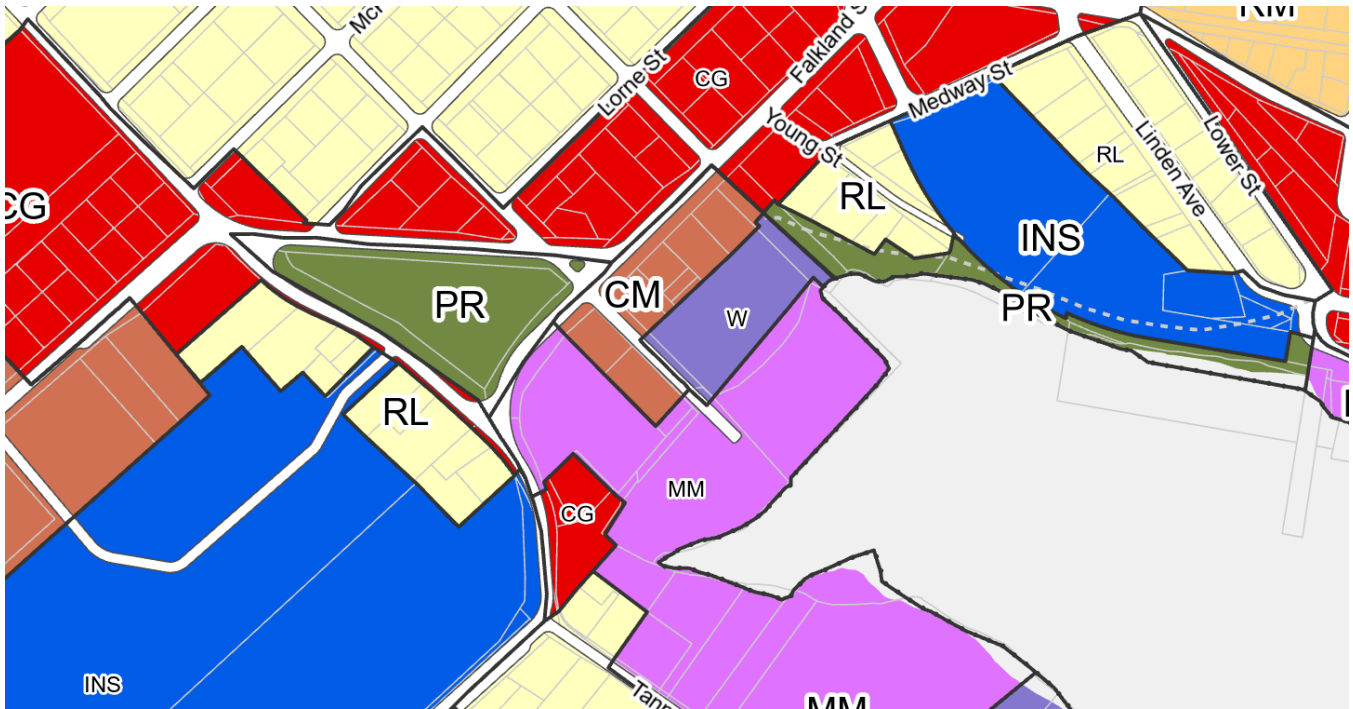 RM
Lorne St
Falkland S
CG
Medway St
Young St
Linden Ave
Lower St
RL
RL
CG
INS
PR
CM
PR
W
RL
MM
CG
INS
MM